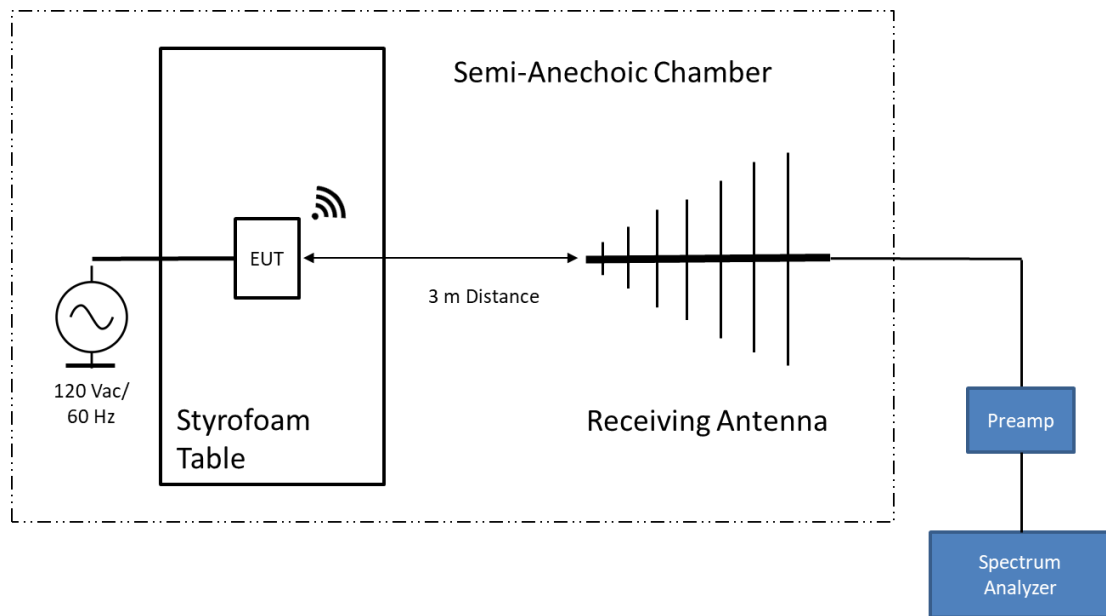 Semi-Anechoic Chamber
EUT
3 m Distance
120 Vac/
60 Hz
Styrofoam
Table
Receiving Antenna
Preamp
Spectrum
Analyzer